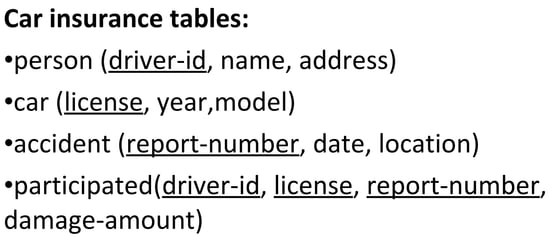 Car insurance tables:
•person (driver-id, name, address)
•car (license, year,model)
•accident (report-number, date, location)
•participated(driver-id, license, report-number,
damage-amount)